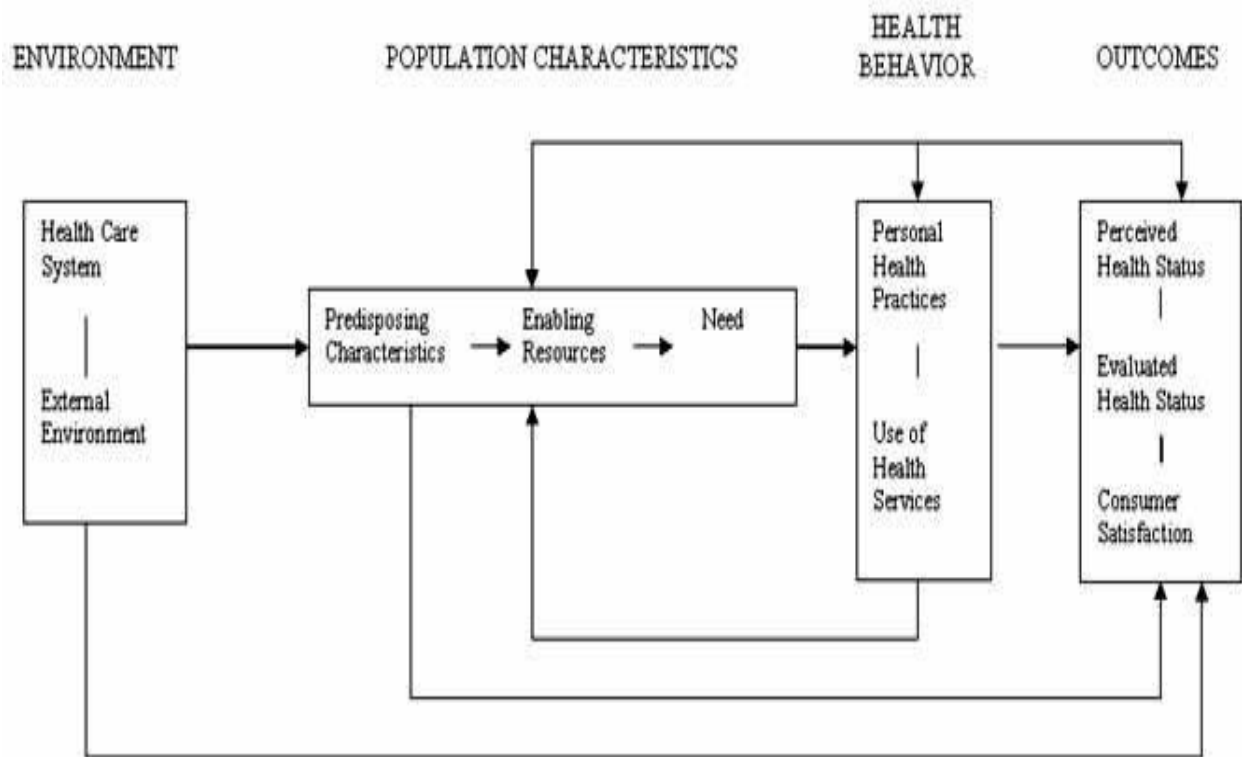 ENVIRONMENT
POPULATION CHARACTERISTICS
HEALTH
BEHAVIOR
OUTCOMES
Health Care
System
External
Environment
Predisposing
Characteristics
Enabling
Resources
Need
Personal
Health
Practices
Use of
Health
Services
Perceived
Health Status
Evaluated
Health Status
Consumer
Satisfaction